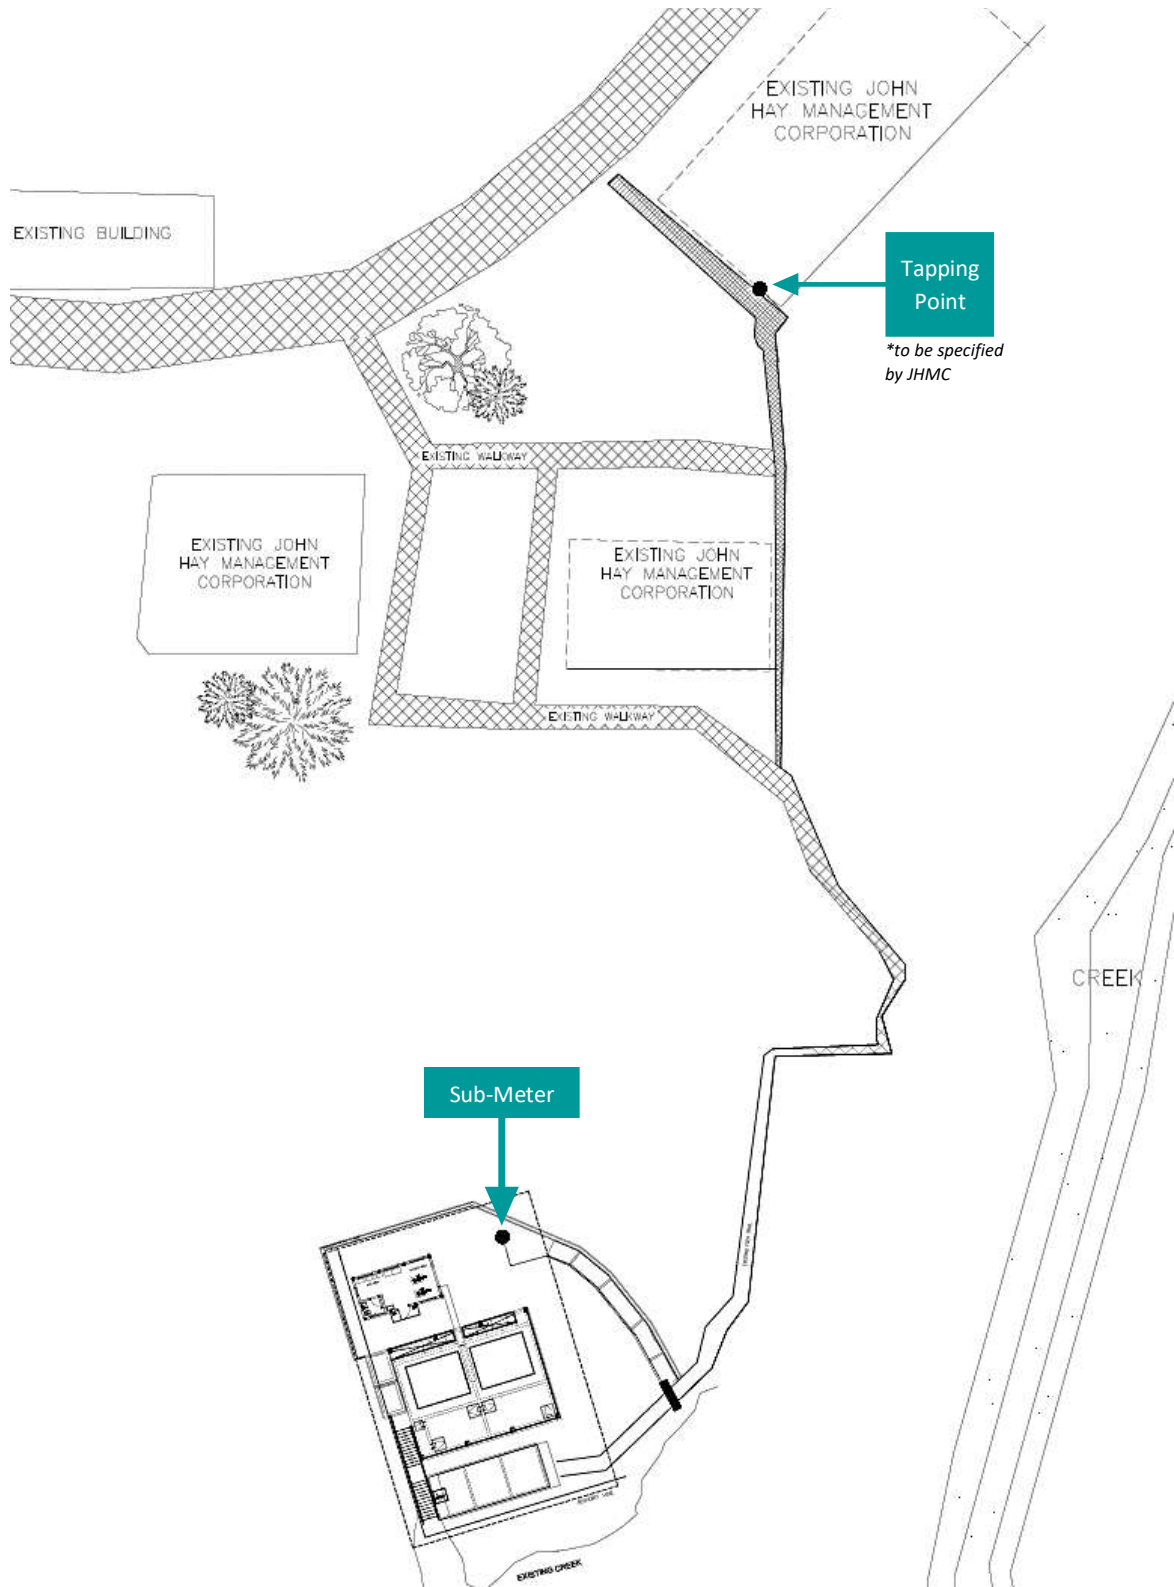 EXISTING JOHN
HAY MANAGEMENT
CORPORATION
EXISTING BUILDING
Tapping
Point
*to be specified
by JHMC
EXISTING WALKWAY
EXISTING JOHN
HAY MANAGEMENT
CORPORATION
EXISTING JOHN
HAY MANAGEMENT
CORPORATION
EXISTING WALKWAY
CREEK
Sub-Meter
EXISTING CREEK